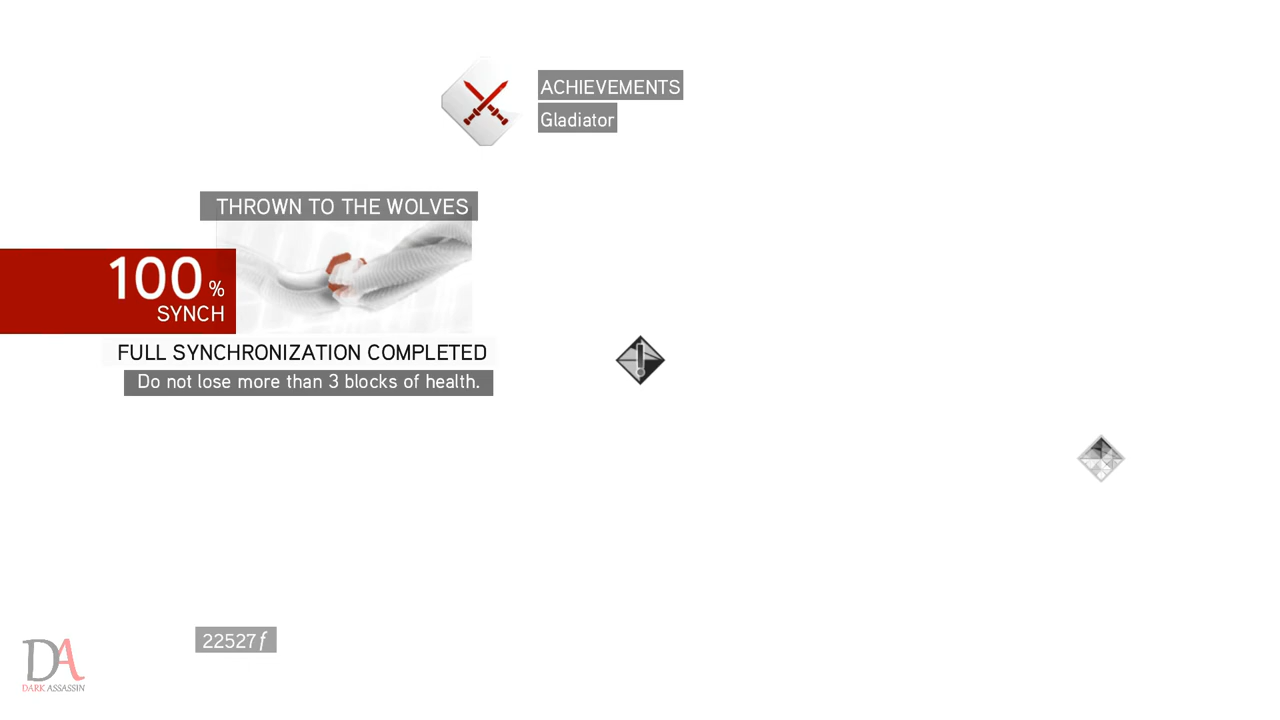 ACHIEVEMENTS
Gladiator
THROWN TO THE WOLVES
100 %
SYNCH
FULL SYNCHRONIZATION COMPLETED
Do not lose more than 3 blocks of health.
22527ƒ
DA
DARK ASSASSIN